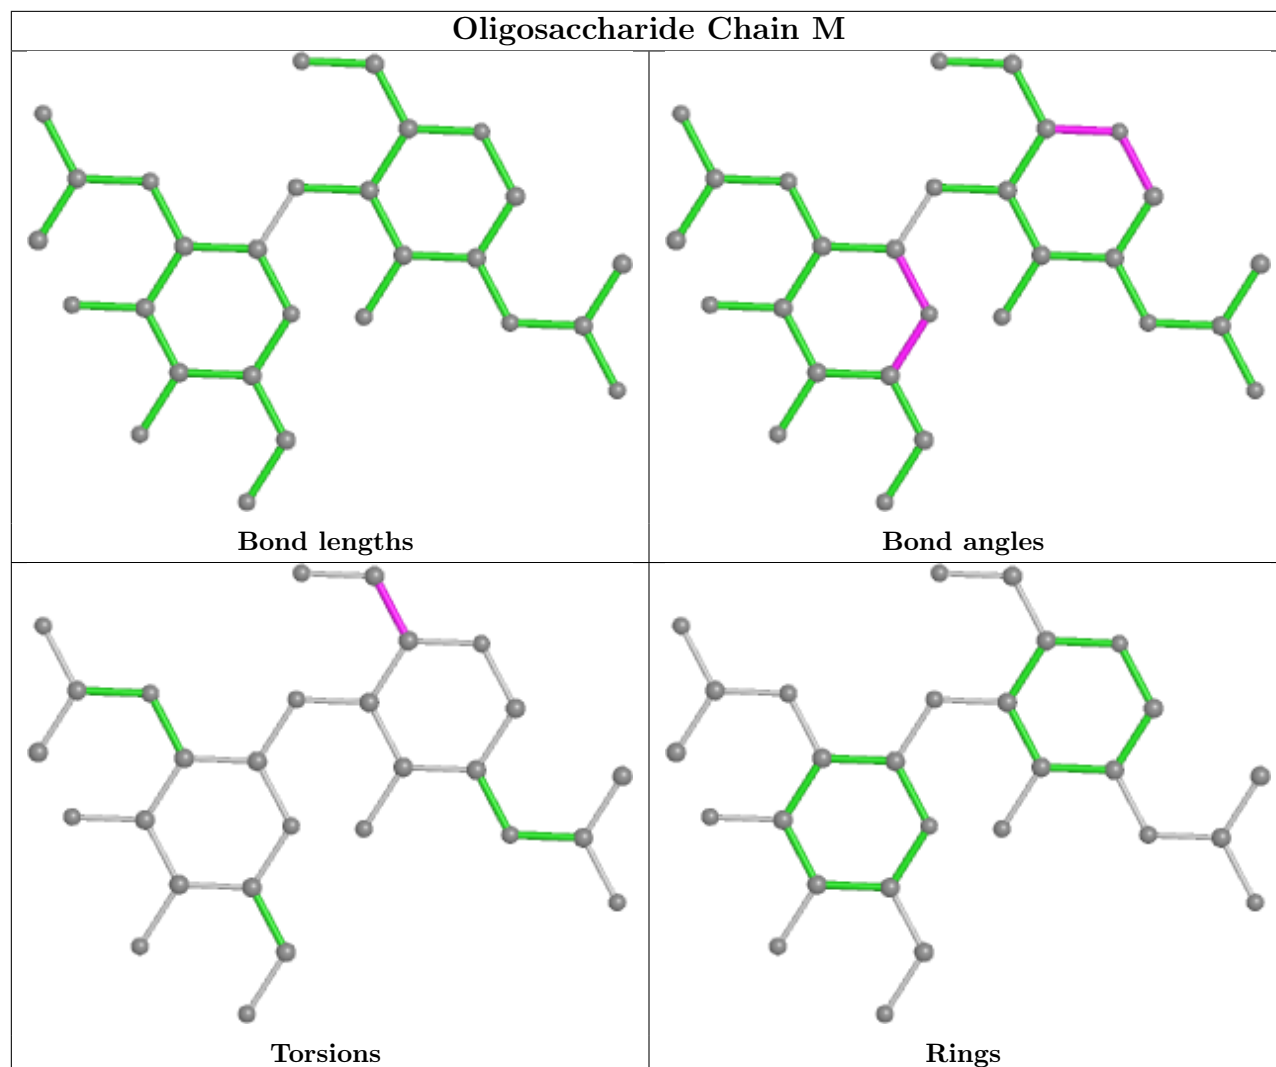 Oligosaccharide Chain M
Bond lengths
Bond angles
Torsions
Rings